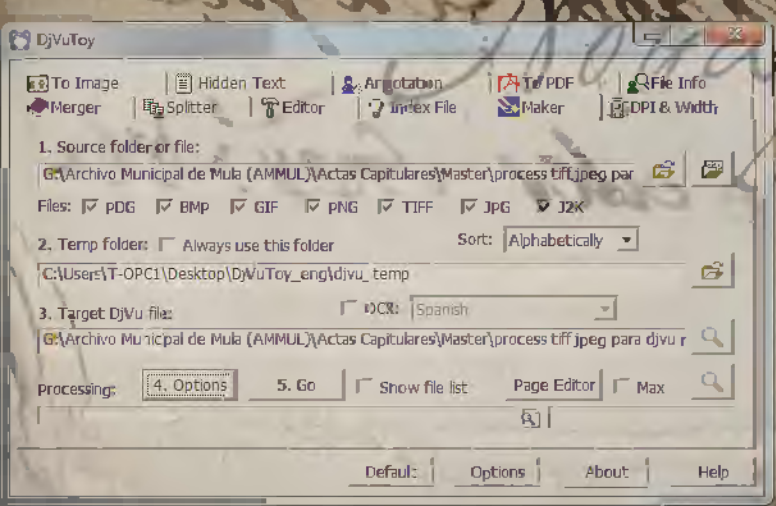 DjVuToy
To Image Hidden Text Annotation To PDF File Info
Merger Splitter Editor Index File Maker DPI & Width
1. Source folder or file:
G:\Archivo Municipal de Mula (AMMUL)\Actas Capitulares\Master\process tiff.jpeg par
Files: PDG BMP GIF PNG TIFF JPG J2K
2. Temp folder: Always use this folder Sort: Alphabetically
C:\Users\T-OPC1\Desktop\DjVuToy_eng\djvu_temp
3. Target DjVu file: OCR: Spanish
G:\Archivo Municipal de Mula (AMMUL)\Actas Capitulares\Master\process tiff jpeg para djvu r
Processing: 4. Options 5. Go Show file list Page Editor Max
Default Options About Help